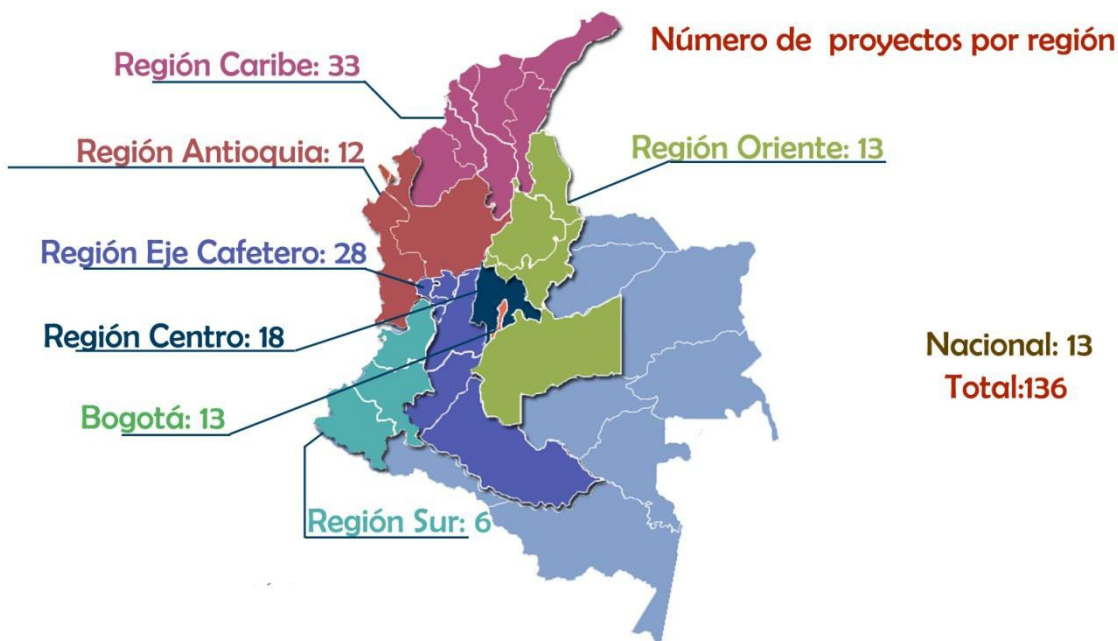 Número de proyectos por región
Región Caribe: 33
Región Antioquia: 12
Región Oriente: 13
Región Eje Cafetero: 28
Región Centro: 18
Nacional: 13
Total:136
Bogotá: 13
Región Sur: 6